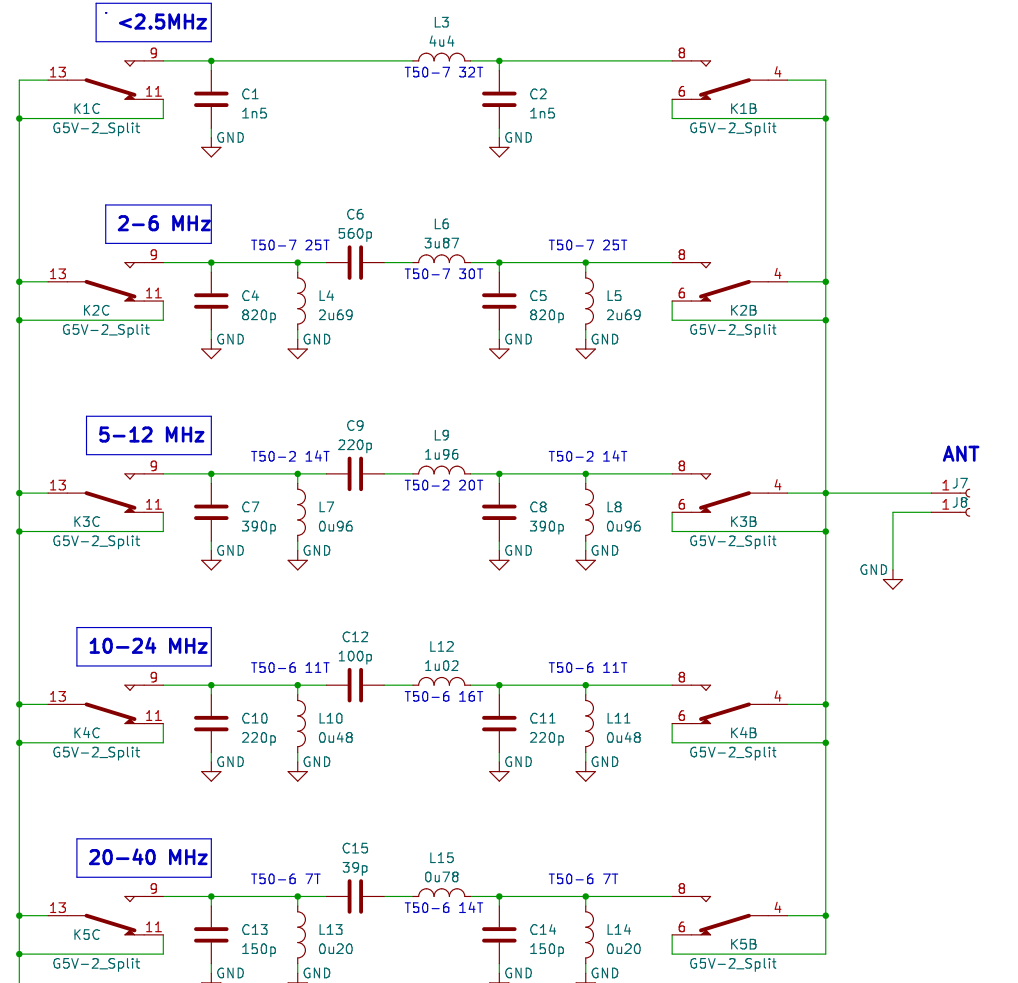 <2.5MHz
L3
4u4
T50-7 32T
9
13
11
K1C
G5V-2_Split
C1
1n5
GND
C2
1n5
GND
8
4
6
K1B
G5V-2_Split
2-6 MHz
T50-7 25T
C6
560p
L6
3u87
T50-7 30T
T50-7 25T
9
13
11
K2C
G5V-2_Split
C4
820p
GND
L4
2u69
GND
C5
820p
GND
L5
2u69
GND
8
4
6
K2B
G5V-2_Split
5-12 MHz
T50-2 14T
C9
220p
L9
1u96
T50-2 20T
T50-2 14T
9
13
11
K3C
G5V-2_Split
C7
390p
GND
L7
0u96
GND
C8
390p
GND
L8
0u96
GND
8
4
6
K3B
G5V-2_Split
ANT
1
J7
1
J8
GND
10-24 MHz
T50-6 11T
C12
100p
L12
1u02
T50-6 16T
T50-6 11T
9
13
11
K4C
G5V-2_Split
C10
220p
GND
L10
0u48
GND
C11
220p
GND
L11
0u48
GND
8
4
6
K4B
G5V-2_Split
20-40 MHz
T50-6 7T
C15
39p
L15
0u78
T50-6 14T
T50-6 7T
9
13
11
K5C
G5V-2_Split
C13
150p
GND
L13
0u20
GND
C14
150p
GND
L14
0u20
GND
8
4
6
K5B
G5V-2_Split